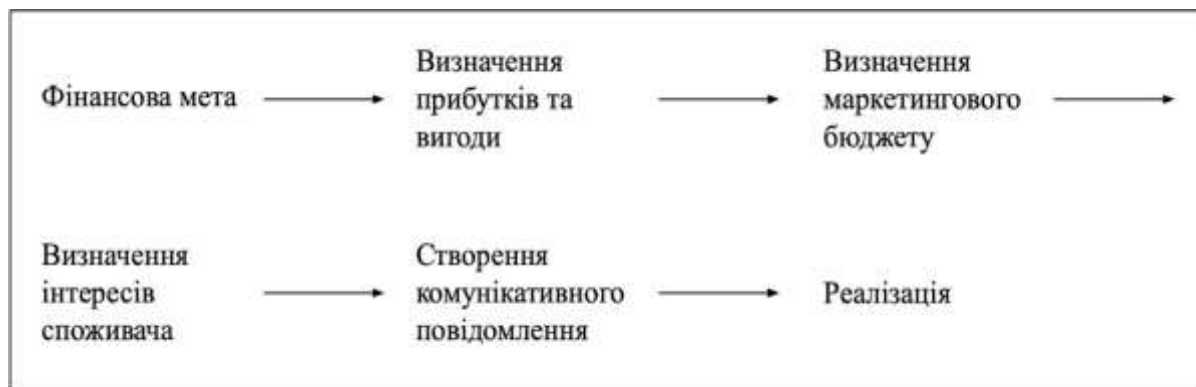 Фінансова мета
Визначення
прибутків та
вигоди
Визначення
маркетингового
бюджету
Визначення
інтересів
споживача
Створення
комунікативного
повідомлення
Реалізація